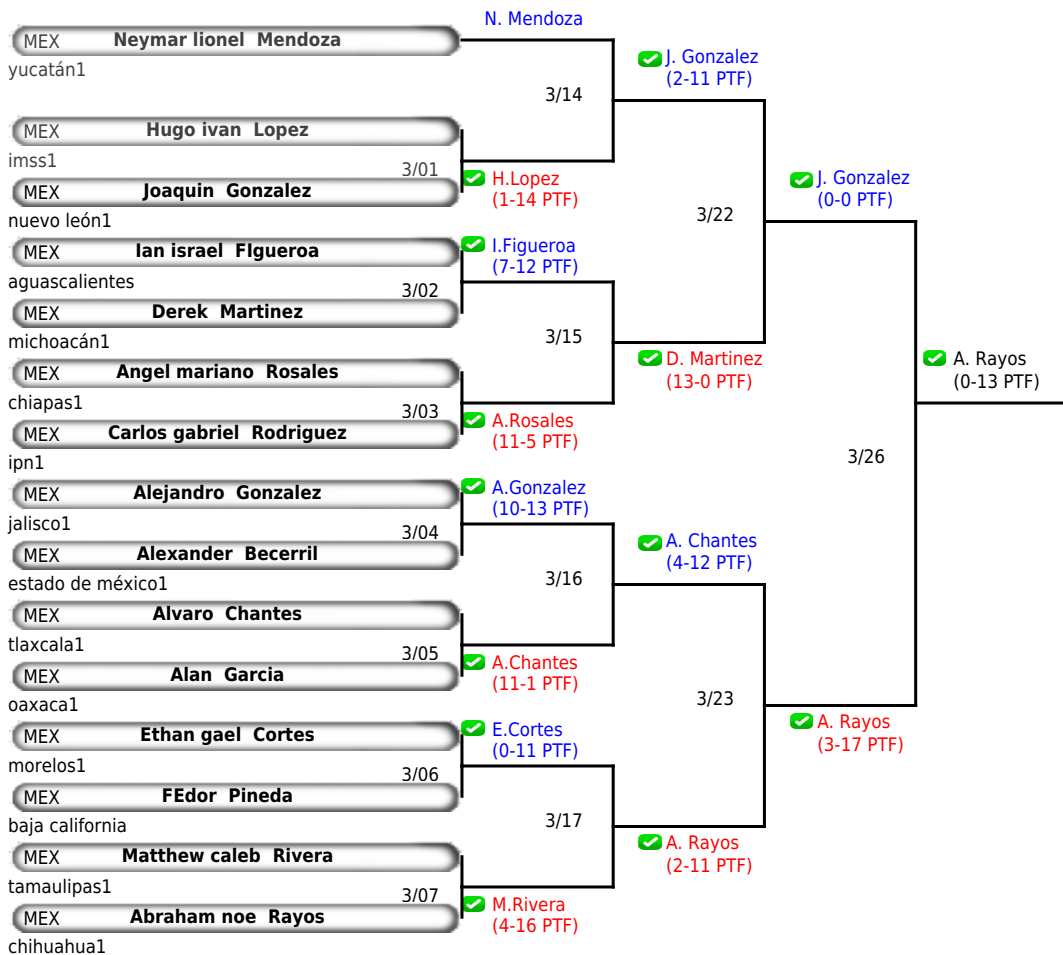 N. Mendoza
MEX Neymar lionel Mendoza
yucatán1
J. Gonzalez
(2-11 PTF)
3/14
MEX Hugo ivan Lopez
imss1
3/01
H.Lopez
(1-14 PTF)
MEX Joaquin Gonzalez
nuevo león1
J. Gonzalez
(0-0 PTF)
3/22
MEX Ian israel FIgueroa
aguascalientes
I.Figueroa
(7-12 PTF)
3/02
MEX Derek Martinez
michoacán1
3/15
D. Martinez
(13-0 PTF)
MEX Angel mariano Rosales
chiapas1
3/03
A.Rosales
(11-5 PTF)
MEX Carlos gabriel Rodriguez
ipn1
A. Rayos
(0-13 PTF)
3/26
MEX Alejandro Gonzalez
jalisco1
A.Gonzalez
(10-13 PTF)
3/04
MEX Alexander Becerril
estado de méxico1
A. Chantes
(4-12 PTF)
3/16
MEX Alvaro Chantes
tlaxcala1
3/05
A.Chantes
(11-1 PTF)
MEX Alan Garcia
oaxaca1
3/23
MEX Ethan gael Cortes
morelos1
E.Cortes
(0-11 PTF)
A. Rayos
(3-17 PTF)
3/06
MEX FEdor Pineda
baja california
3/17
A. Rayos
(2-11 PTF)
MEX Matthew caleb Rivera
tamaulipas1
3/07
M.Rivera
(4-16 PTF)
MEX Abraham noe Rayos
chihuahua1